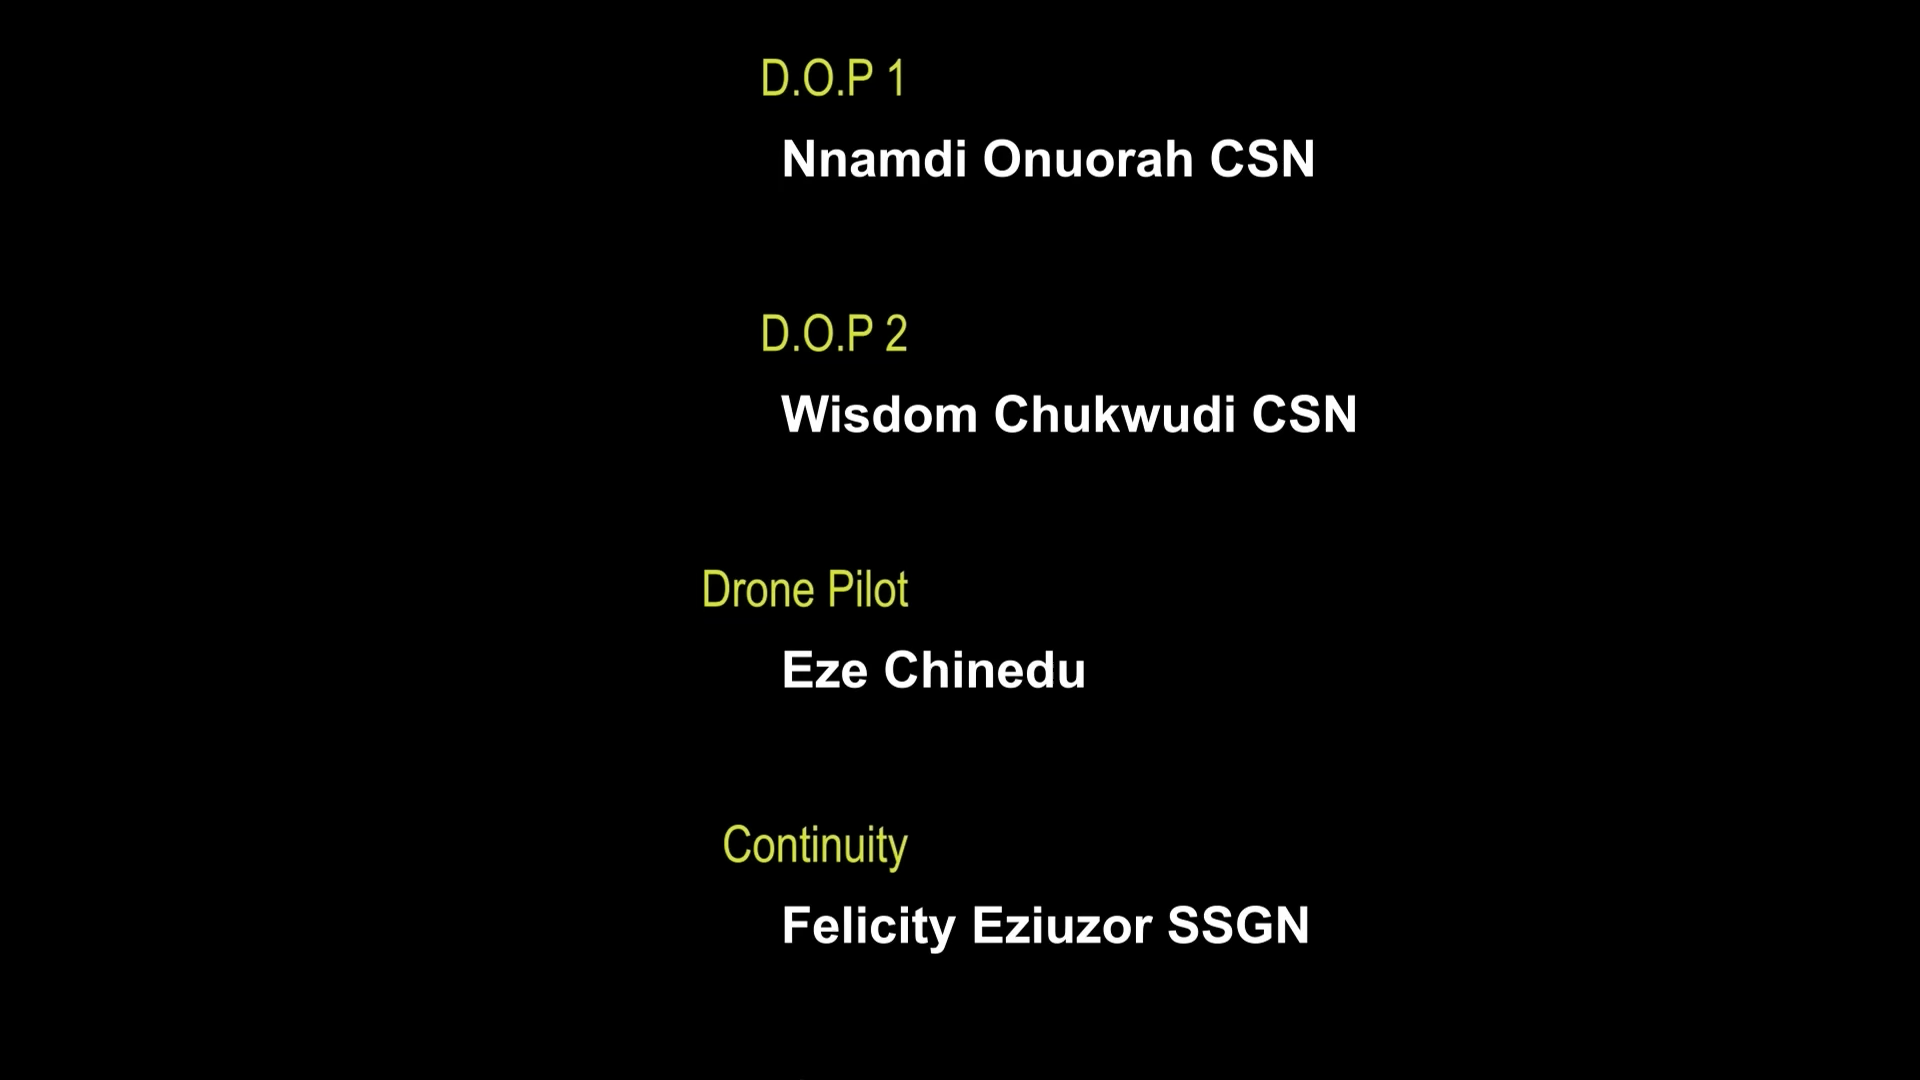 D.O.P 1
Nnamdi Onuorah CSN
D.O.P 2
Wisdom Chukwudi CSN
Drone Pilot
Eze Chinedu
Continuity
Felicity Eziuzor SSGN